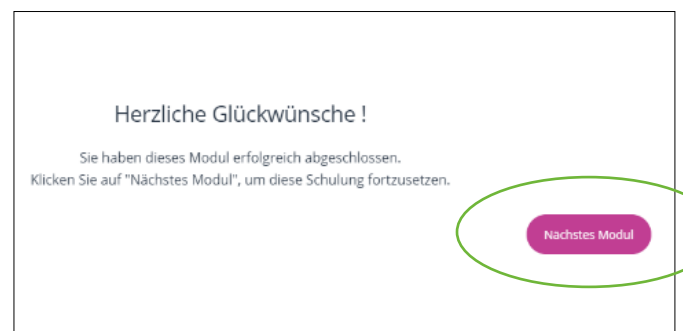 Herzliche Glückwünsche !
Sie haben dieses Modul erfolgreich abgeschlossen.
Klicken Sie auf "Nächstes Modul", um diese Schulung fortzusetzen.
Nächstes Modul